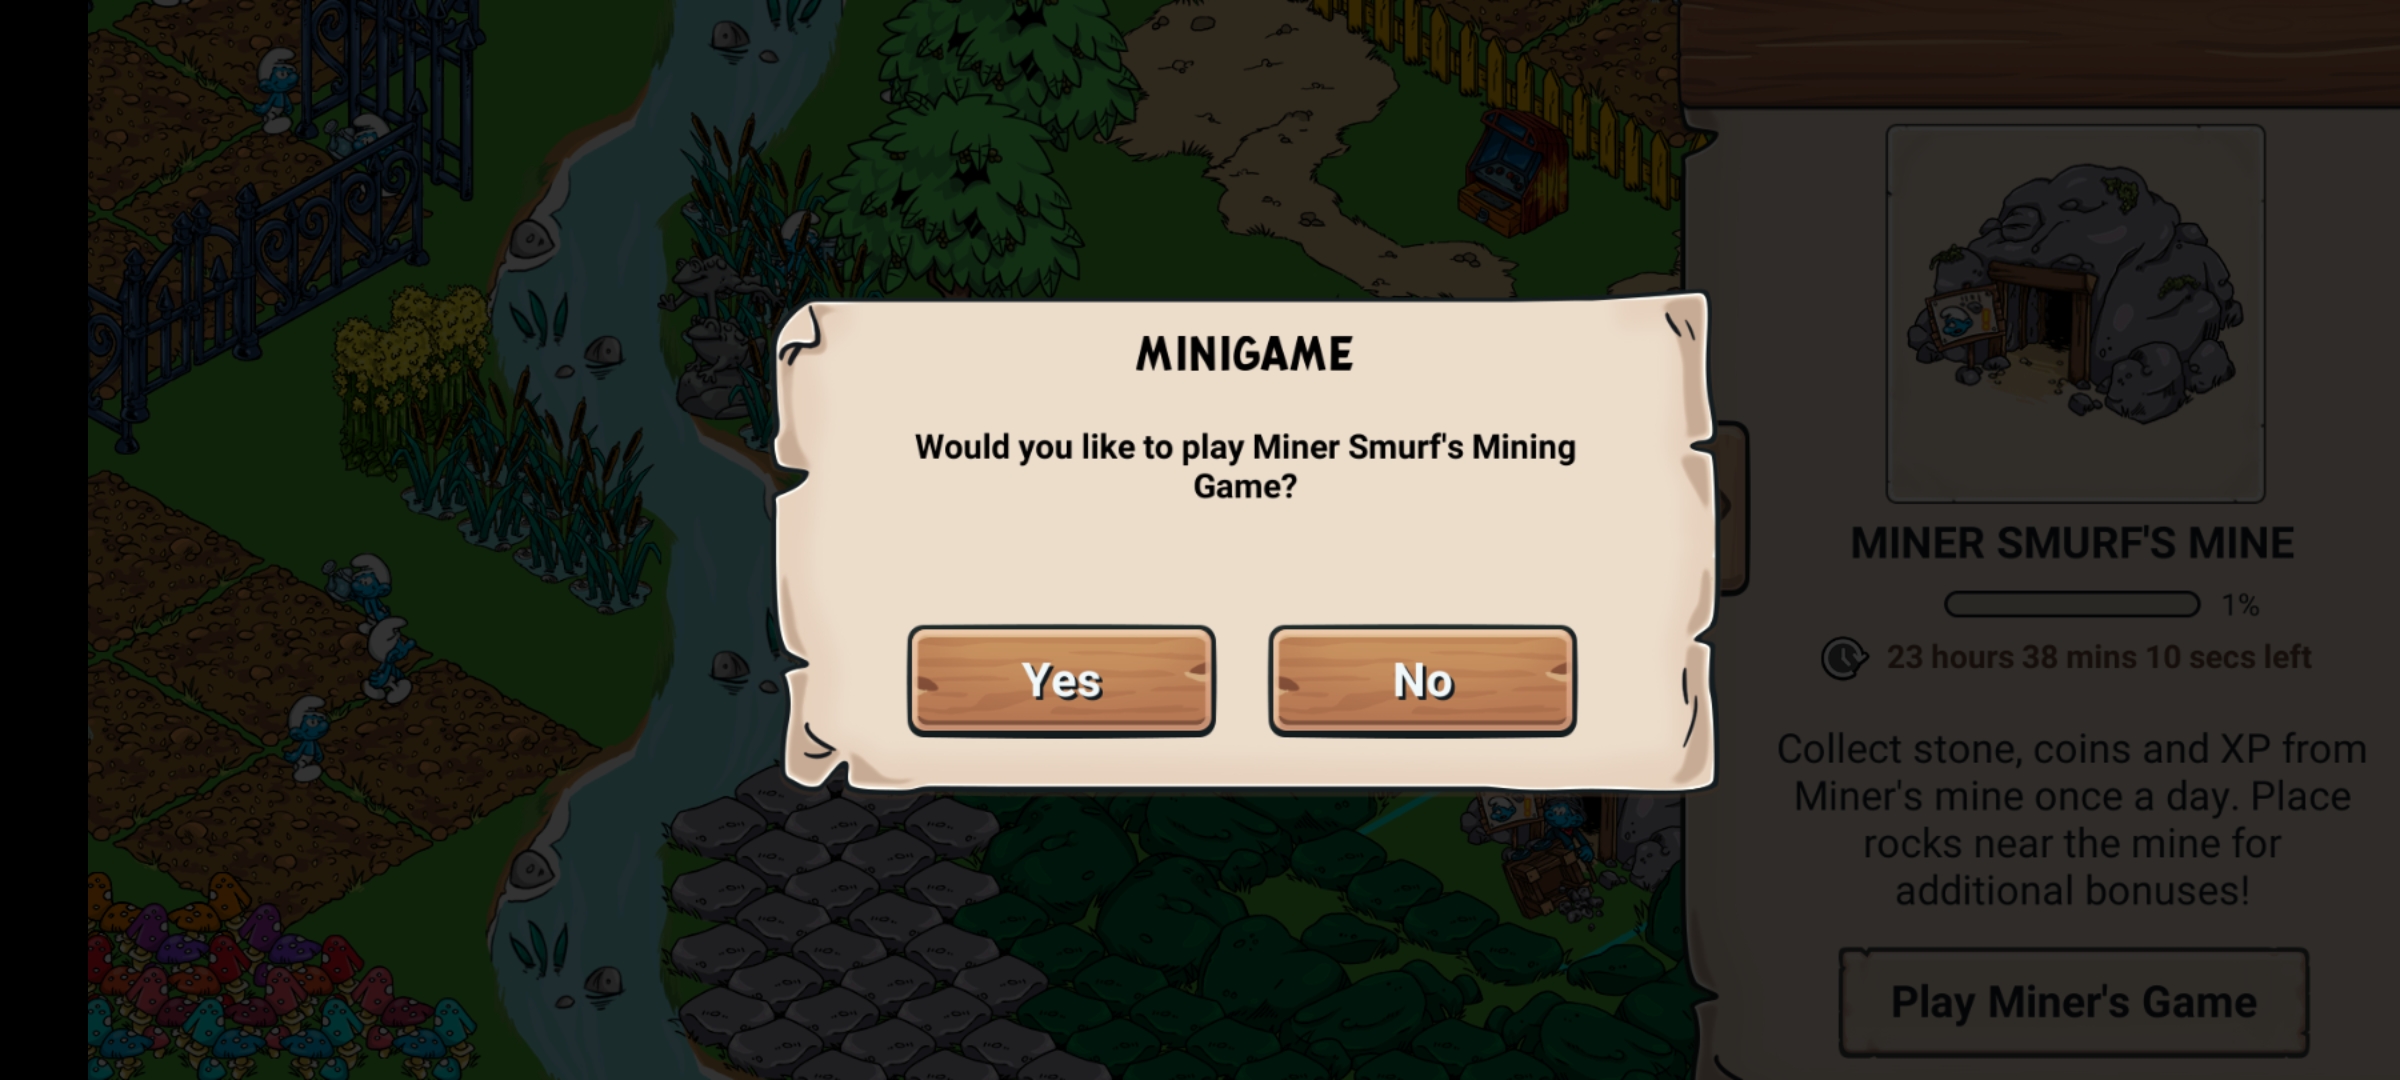 MINIGAME
Would you like to play Miner Smurf's Mining
Game?
Yes
No
MINER SMURF'S MINE
1%
23 hours 38 mins 10 secs left
Collect stone, coins and XP from
Miner's mine once a day. Place
rocks near the mine for
additional bonuses!
Play Miner's Game